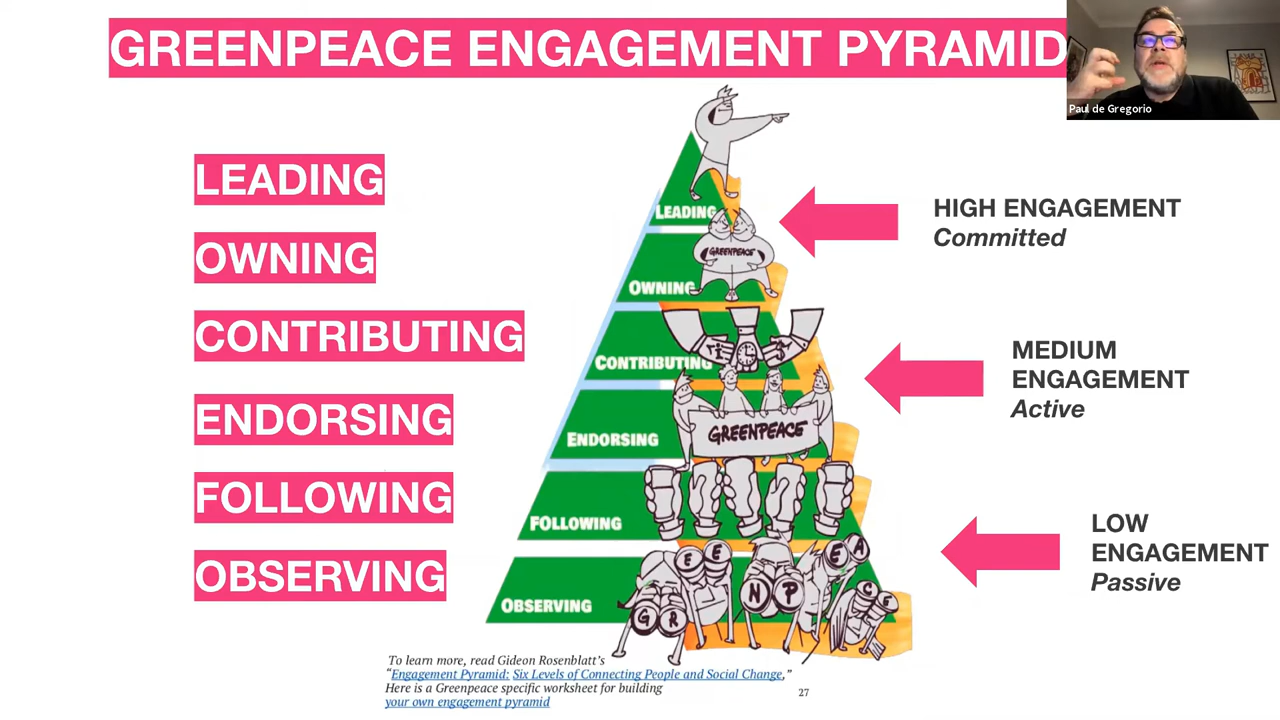 GREENPEACE ENGAGEMENT PYRAMID
Paul de Gregorio
LEADING
OWNING
CONTRIBUTING
ENDORSING
FOLLOWING
OBSERVING
LEADING
GREENPEACE
OWNING
CONTRIBUTING
ENDORSING
GREENPEACE
FOLLOWING
OBSERVING
G R E E N P E A C E
HIGH ENGAGEMENT
Committed
MEDIUM
ENGAGEMENT
Active
LOW
ENGAGEMENT
Passive
To learn more, read Gideon Rosenblatt's
“Engagement Pyramid: Six Levels of Connecting People and Social Change,”
Here is a Greenpeace specific worksheet for building
your own engagement pyramid
27